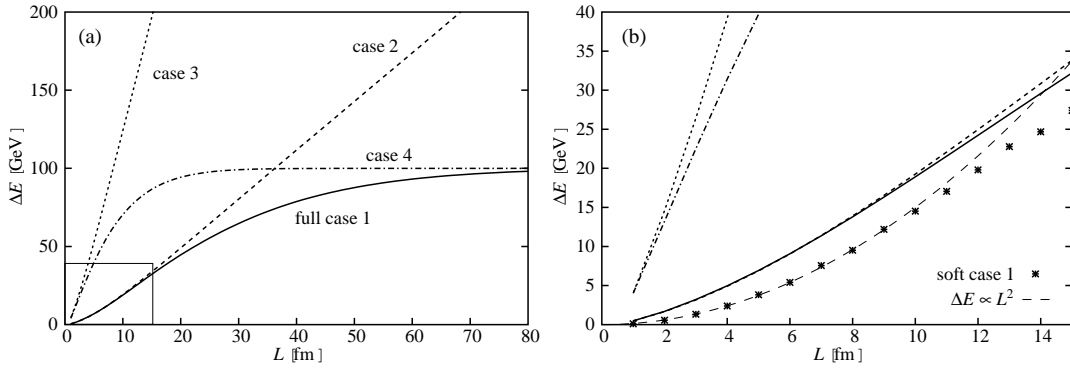 (a)
case 2
case 3
case 4
full case 1
ΔE [GeV]
200
150
100
50
0
0 10 20 30 40 50 60 70 80
L [fm]
(b)
soft case 1
ΔE ∝ L²
ΔE [GeV]
40
35
30
25
20
15
10
5
0
0 2 4 6 8 10 12 14
L [fm]